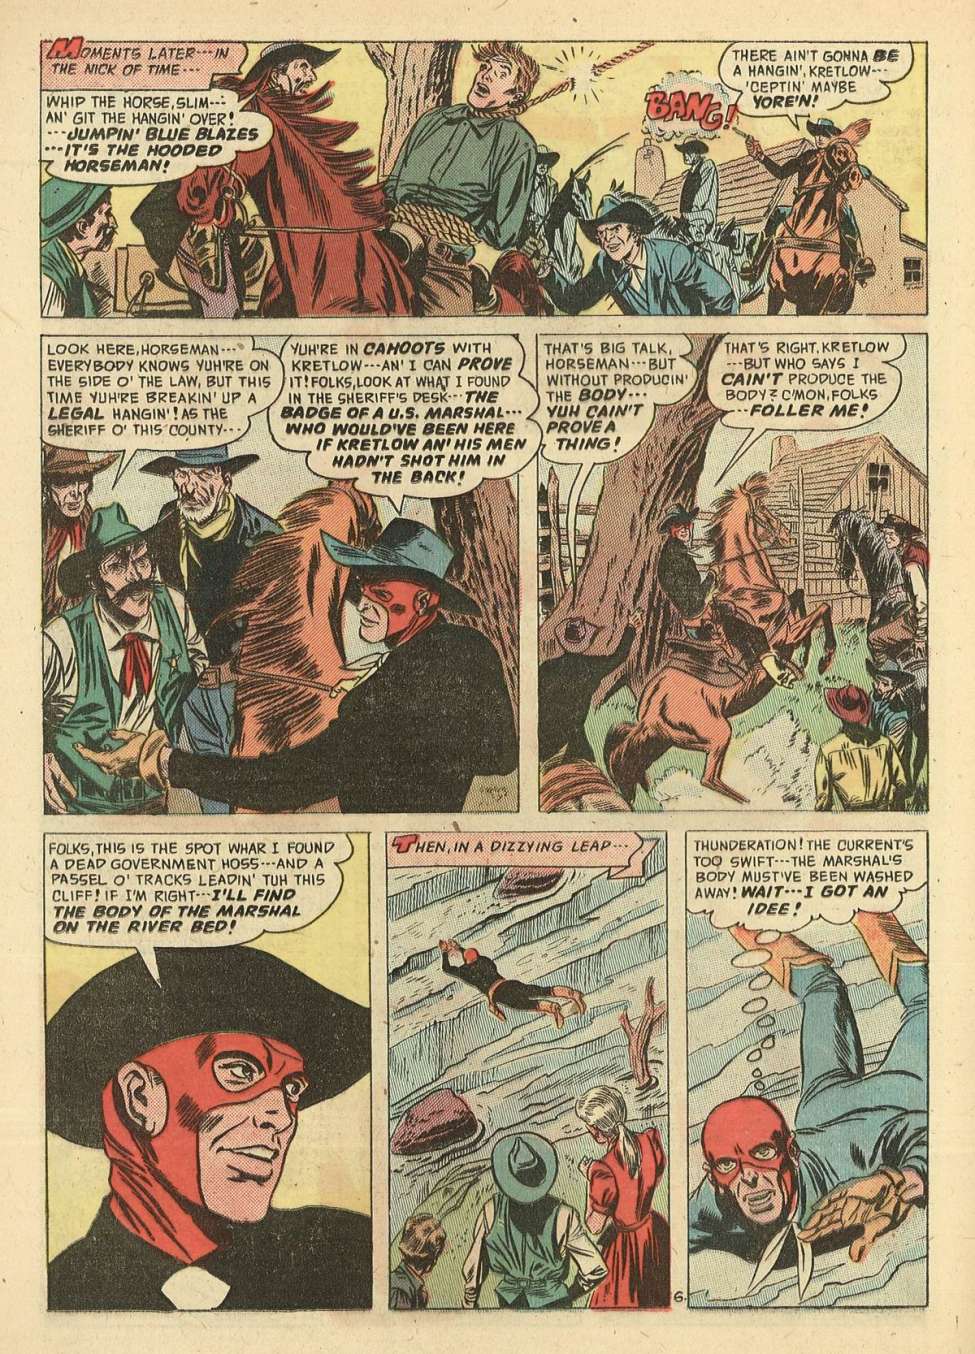 MOMENTS LATER---IN
THE NICK OF TIME---
WHIP THE HORSE, SLIM---
AN' GIT THE HANGIN' OVER!
---JUMPIN' BLUE BLAZES
---IT'S THE HOODED
HORSEMAN!
BANG!
THERE AIN'T GONNA BE
A HANGIN', KRETLOW---
'CEPTIN' MAYBE
YORE'N!
LOOK HERE, HORSEMAN---
EVERYBODY KNOWS YUH'RE ON
THE SIDE O' THE LAW, BUT THIS
TIME YUH'RE BREAKIN' UP A
LEGAL HANGIN'! AS THE
SHERIFF O' THIS COUNTY---
YUH'RE IN CAHOOTS WITH
KRETLOW---AN' I CAN PROVE
IT! FOLKS, LOOK AT WHAT I FOUND
IN THE SHERIFF'S DESK---THE
BADGE OF A U.S. MARSHAL---
WHO WOULD'VE BEEN HERE
IF KRETLOW AN' HIS MEN
HADN'T SHOT HIM IN
THE BACK!
THAT'S BIG TALK,
HORSEMAN---BUT
WITHOUT PRODUCIN'
THE BODY---
YUH CAIN'T
PROVE A
THING!
THAT'S RIGHT, KRETLOW
---BUT WHO SAYS I
CAIN'T PRODUCE THE
BODY? C'MON, FOLKS
---FOLLER ME!
FOLKS, THIS IS THE SPOT WHAR I FOUND
A DEAD GOVERNMENT HOSS---AND A
PASSEL O' TRACKS LEADIN' TUH THIS
CLIFF! IF I'M RIGHT---I'LL FIND
THE BODY OF THE MARSHAL
ON THE RIVER BED!
THEN, IN A DIZZYING LEAP---
THUNDERATION! THE CURRENT'S
TOO SWIFT---THE MARSHAL'S
BODY MUST'VE BEEN WASHED
AWAY! WAIT---I GOT AN
IDEE!
6.